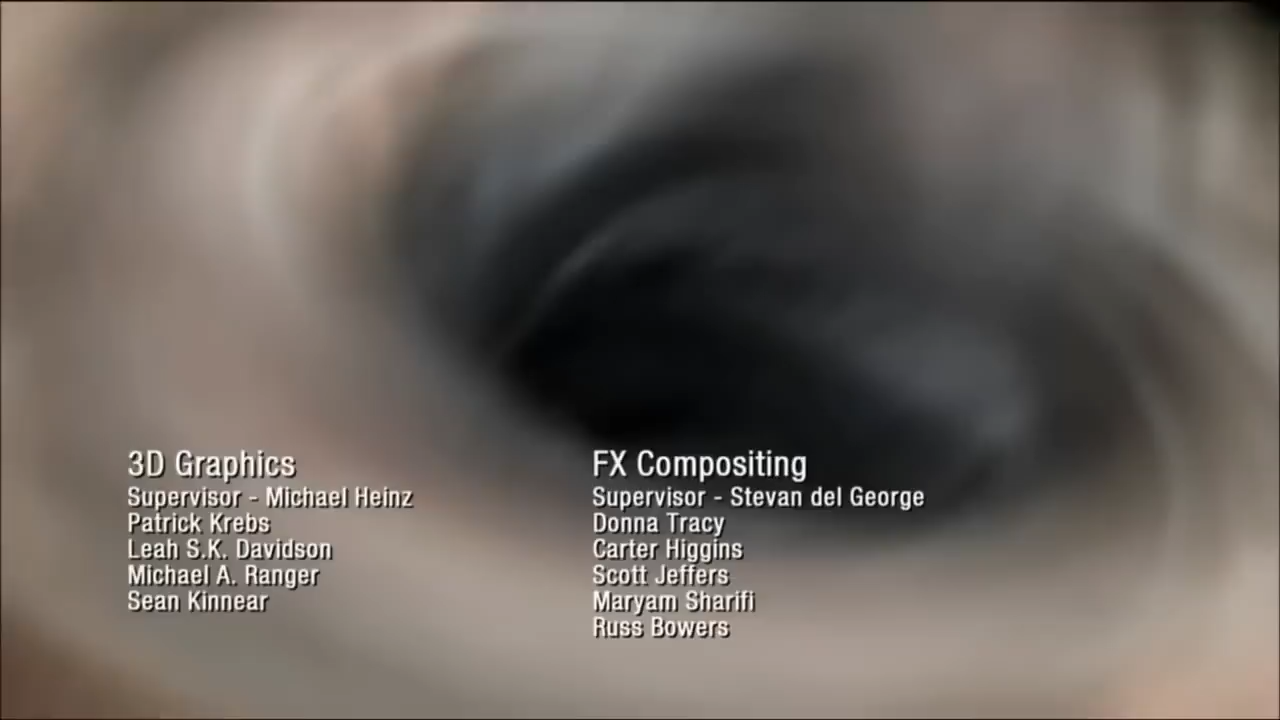 3D Graphics
Supervisor - Michael Heinz
Patrick Krebs
Leah S.K. Davidson
Michael A. Ranger
Sean Kinnear
FX Compositing
Supervisor - Stevan del George
Donna Tracy
Carter Higgins
Scott Jeffers
Maryam Sharifi
Russ Bowers